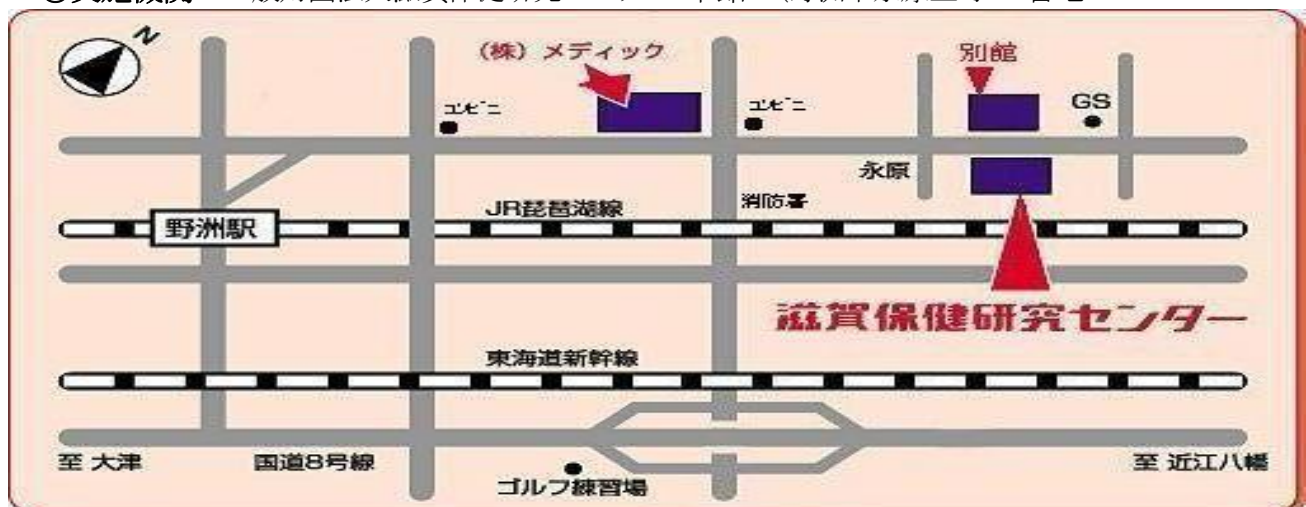 N
(株) メディック
別館
コンビニ
コンビニ
GS
永原
消防署
JR琵琶湖線
野洲駅
滋賀保健研究センター
東海道新幹線
至 大津
国道8号線
至 近江八幡
ゴルフ練習場